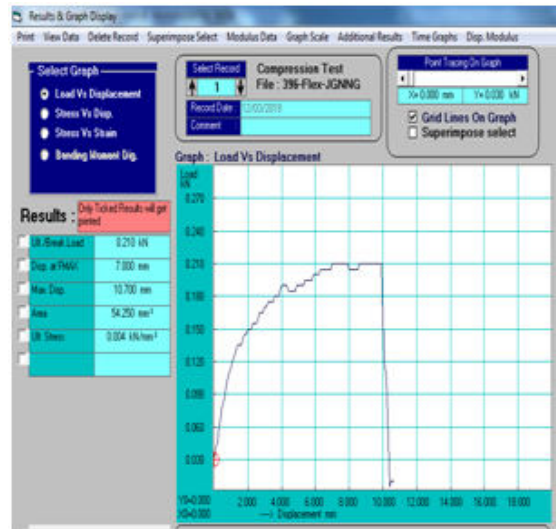 Results & Graph Display
Print View Data Delete Record Superimpose Select Modulus Data Graph Scale Additional Results Time Graphs Disp. Modulus
Select Graph
Load Vs Displacement
Stress Vs Disp.
Stress Vs Strain
Bending Moment Dig.
Select Record
1
Compression Test
File : 396-Flex-JGNNG
Record Date : 12/03/2019
Comment
Point Tracing On Graph
X= 0.000 mm Y= 0.030 kN
Grid Lines On Graph
Superimpose select
Graph : Load Vs Displacement
Results :
Only Ticked Results will get
printed
Ult./Break Load 0.210 kN
Disp. at FMAX. 7.000 mm
Max. Disp. 10.700 mm
Area 54.250 mm²
Ult. Stress 0.004 kN/mm²
Load
kN
0.270
0.240
0.210
0.180
0.150
0.120
0.090
0.060
0.030
Y0=0.000
X0=0.000
2.000 4.000 6.000 8.000 10.000 12.000 14.000 16.000 18.000
Displacement mm